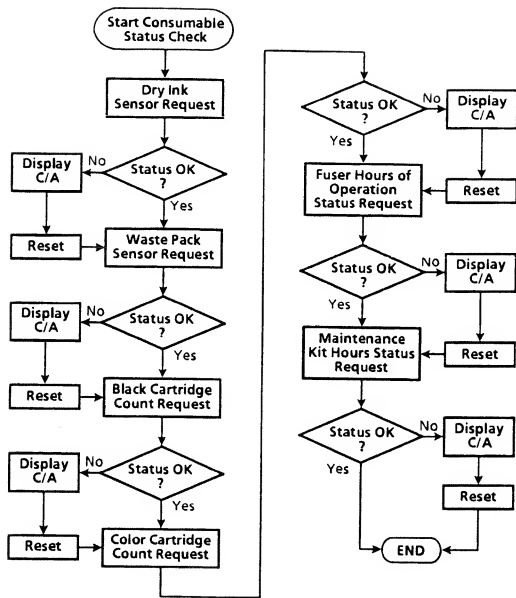 Start Consumable
Status Check
Dry Ink
Sensor Request
Status OK
?
No
Display
C/A
Reset
Yes
Waste Pack
Sensor Request
Status OK
?
No
Display
C/A
Reset
Yes
Black Cartridge
Count Request
Status OK
?
No
Display
C/A
Reset
Yes
Color Cartridge
Count Request
Status OK
?
No
Display
C/A
Reset
Yes
Fuser Hours of
Operation
Status Request
Status OK
?
No
Display
C/A
Reset
Yes
Maintenance
Kit Hours Status
Request
Status OK
?
No
Display
C/A
Reset
Yes
END